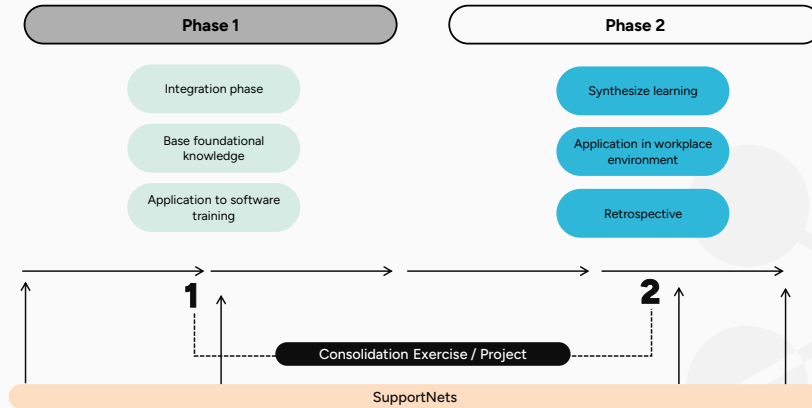 Phase 1
Phase 2
Integration phase
Base foundational
knowledge
Application to software
training
Synthesize learning
Application in workplace
environment
Retrospective
1
2
Consolidation Exercise / Project
SupportNets